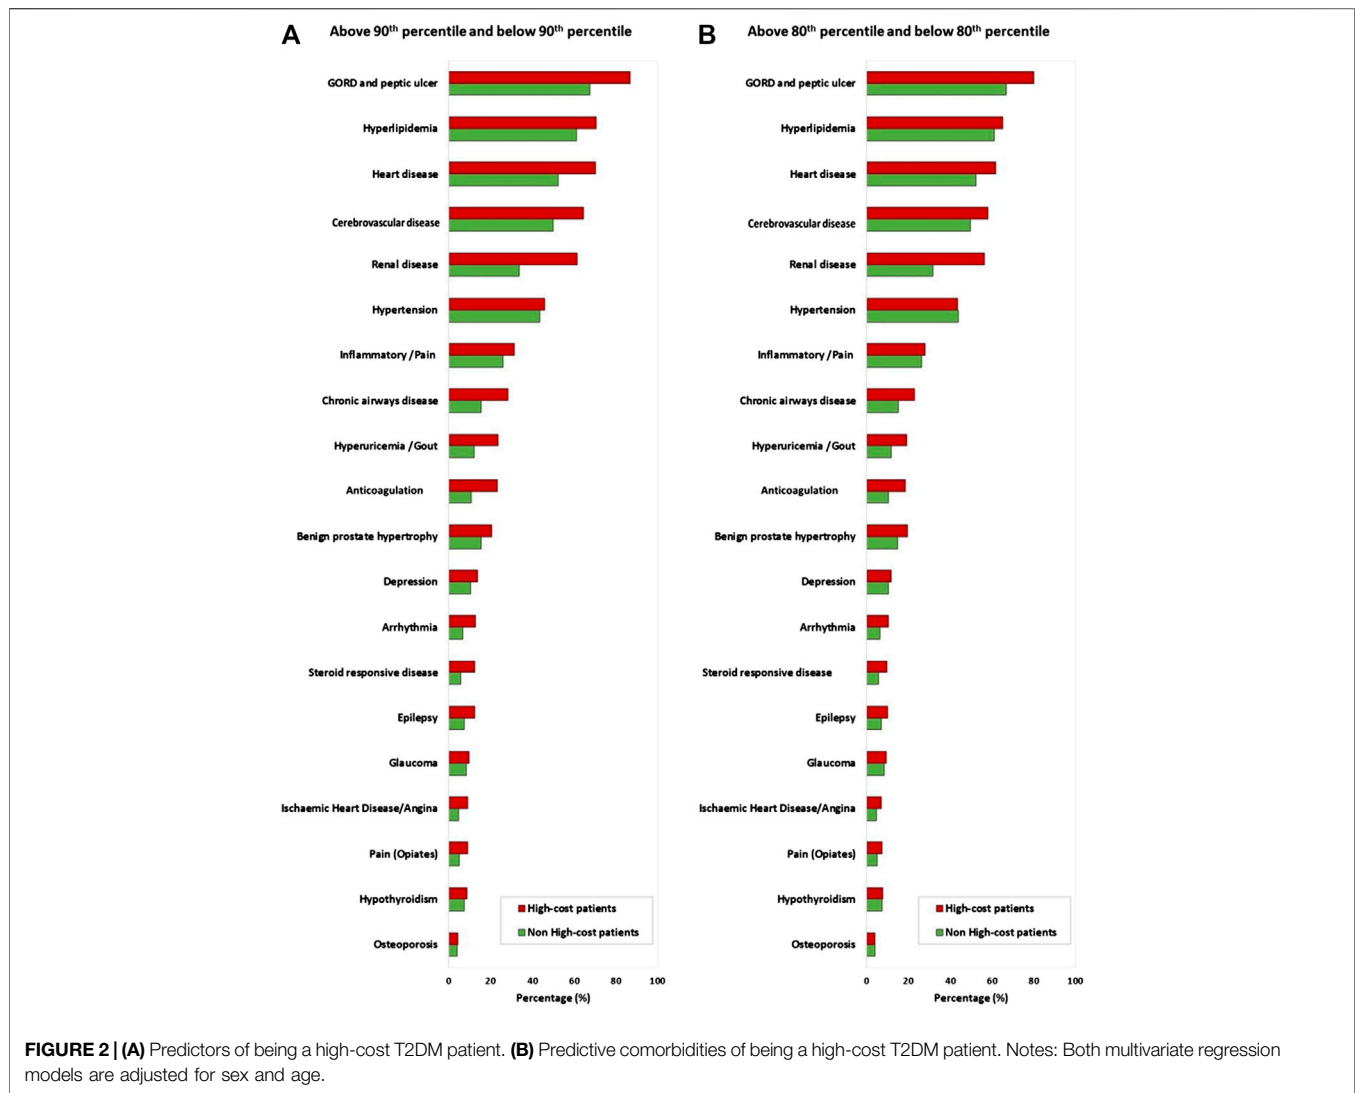 A Above 90th percentile and below 90th percentile
GORD and peptic ulcer
Hyperlipidemia
Heart disease
Cerebrovascular disease
Renal disease
Hypertension
Inflammatory /Pain
Chronic airways disease
Hyperuricemia /Gout
Anticoagulation
Benign prostate hypertrophy
Depression
Arrhythmia
Steroid responsive disease
Epilepsy
Glaucoma
Ischaemic Heart Disease/Angina
Pain (Opiates)
Hypothyroidism
Osteoporosis
High-cost patients
Non High-cost patients
0 20 40 60 80 100
Percentage (%)
B Above 80th percentile and below 80th percentile
GORD and peptic ulcer
Hyperlipidemia
Heart disease
Cerebrovascular disease
Renal disease
Hypertension
Inflammatory /Pain
Chronic airways disease
Hyperuricemia /Gout
Anticoagulation
Benign prostate hypertrophy
Depression
Arrhythmia
Steroid responsive disease
Epilepsy
Glaucoma
Ischaemic Heart Disease/Angina
Pain (Opiates)
Hypothyroidism
Osteoporosis
High-cost patients
Non High-cost patients
0 20 40 60 80 100
Percentage (%)
FIGURE 2 | (A) Predictors of being a high-cost T2DM patient. (B) Predictive comorbidities of being a high-cost T2DM patient. Notes: Both multivariate regression
models are adjusted for sex and age.